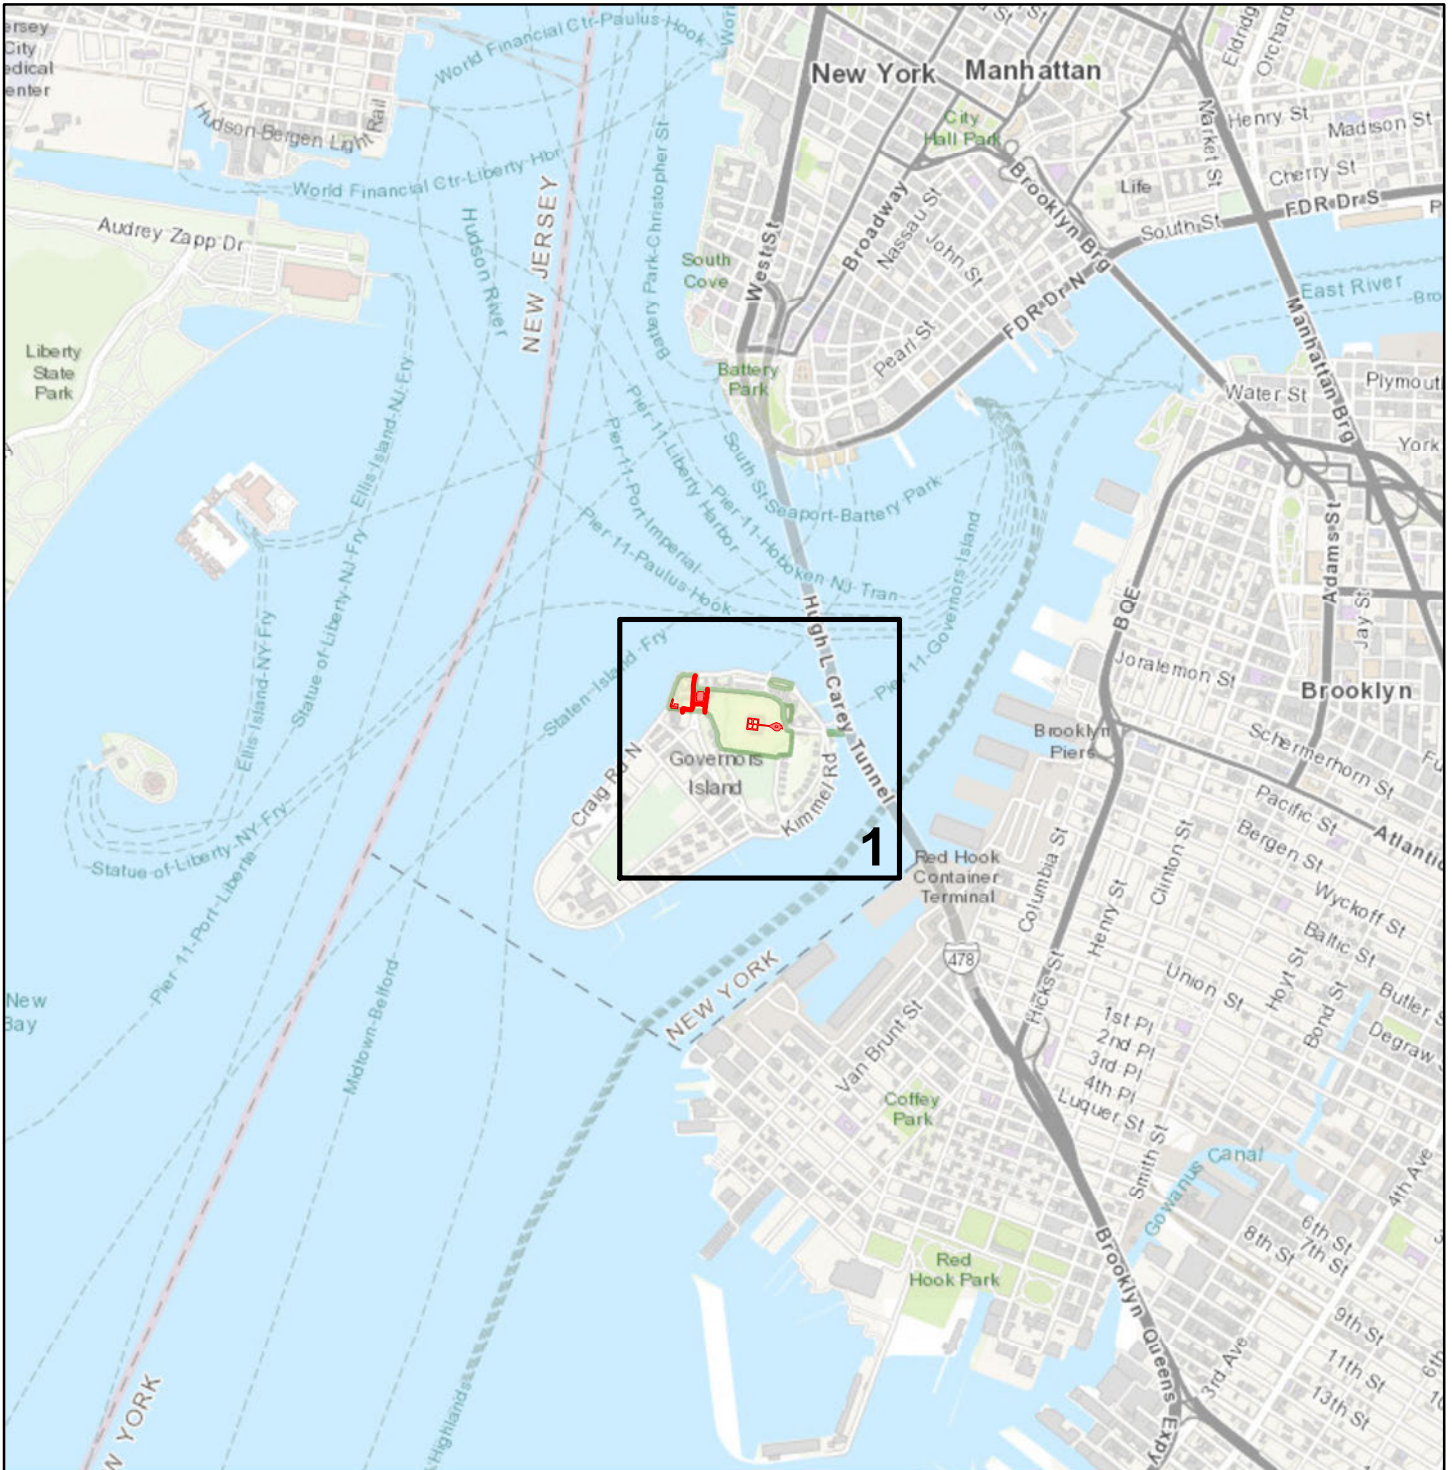 ersey
City
edical
enter
Hudson-Bergen Light Rail
World Financial Ctr-Paulus-Hook
World Financial Ctr-Liberty-Hbr
Hudson River
NEW JERSEY
Battery Park-Christopher St
New York
Manhattan
City
Hall Park
Eldridg
Orchard
Market St
Henry St
Madison St
Cherry St
Life
South St
FDR Dr S
Broadway
Nassau St
John St
Brooklyn Brg
West St
South
Cove
Pearl St
FDR Dr N
East River
Manhattan Brg
Battery
Park
Audrey Zapp Dr
Liberty
State
Park
Ellis-Island-NJ-Fry
Statue-of-Liberty-NJ-Fry
Ellis-Island-NY-Fry
Pier-11-Liberty Harbor
Pier-11-Port-Imperial
Pier 11-Paulus-Hook
Pier-11-Hoboken-NJ-Tran
South St-Seaport-Battery Park
Pier 11-Governors-Island
Staten-Island-Fry
Hugh L Carey Tunnel
Water St
Plymouth
York
Adams St
Jay St
BQE
Joralemon St
Brooklyn
Brooklyn
Piers
Schermerhorn St
Fu
Governors
Island
Craig Rd N
Kimmel Rd
1
Pacific St
Atlantic
Bergen St
Wyckoff St
Baltic St
Butler S
Degraw
Statue-of-Liberty-NY-Fry
Pier-11-Port-Liberte
Midtown-Belford
New
Bay
Red Hook
Container
Terminal
478
Columbia St
Hicks St
Henry St
Clinton St
Union St
Hoyt St
Bond St
NEW YORK
Van Brunt St
1st Pl
2nd Pl
3rd Pl
4th Pl
Luquer St
Smith St
Coffey
Park
Gowanus Canal
4th Ave
6th St
7th St
8th St
Red
Hook Park
Brooklyn Queens Expy
9th St
11th St
13th St
3rd Ave
Highlands
W YORK